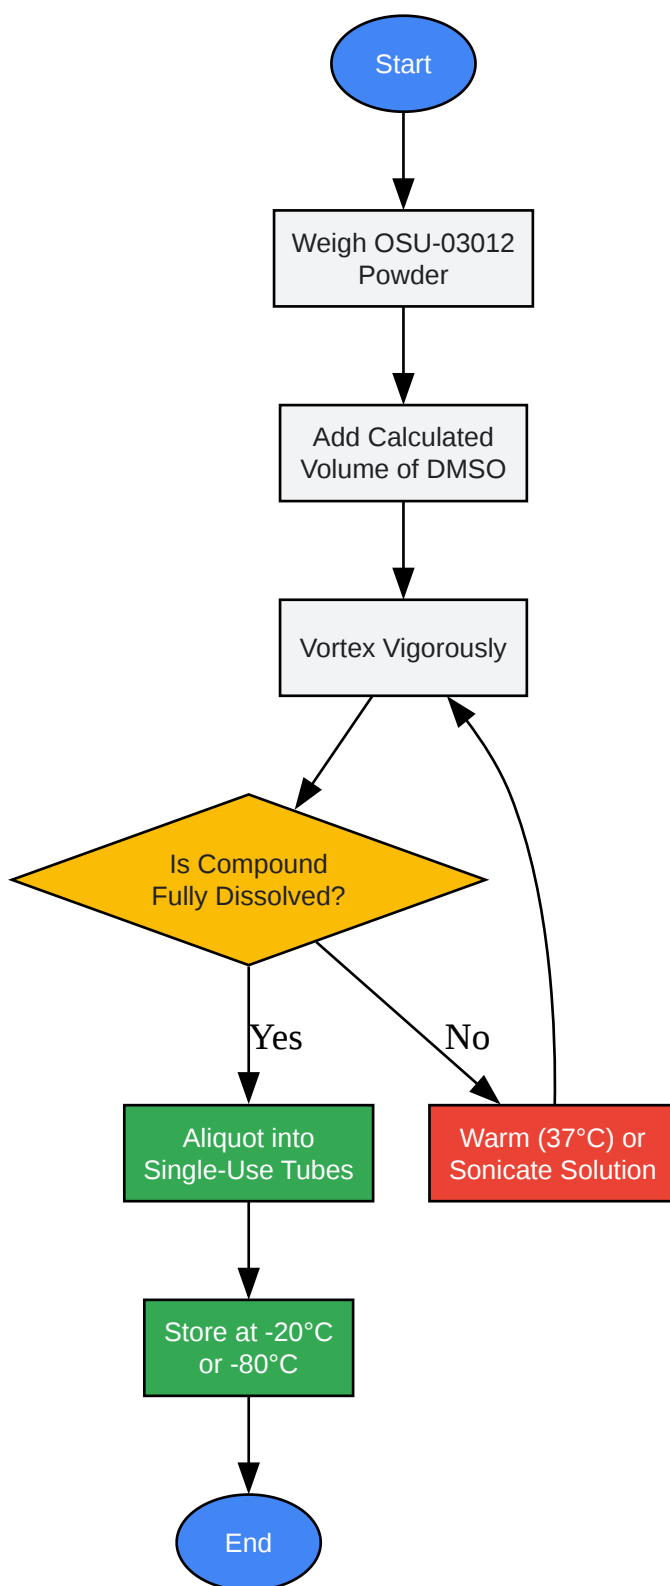 Start
Weigh OSU-03012
Powder
Add Calculated
Volume of DMSO
Vortex Vigorously
Is Compound
Fully Dissolved?
Yes
No
Aliquot into
Single-Use Tubes
Warm (37°C) or
Sonicate Solution
Store at -20°C
or -80°C
End